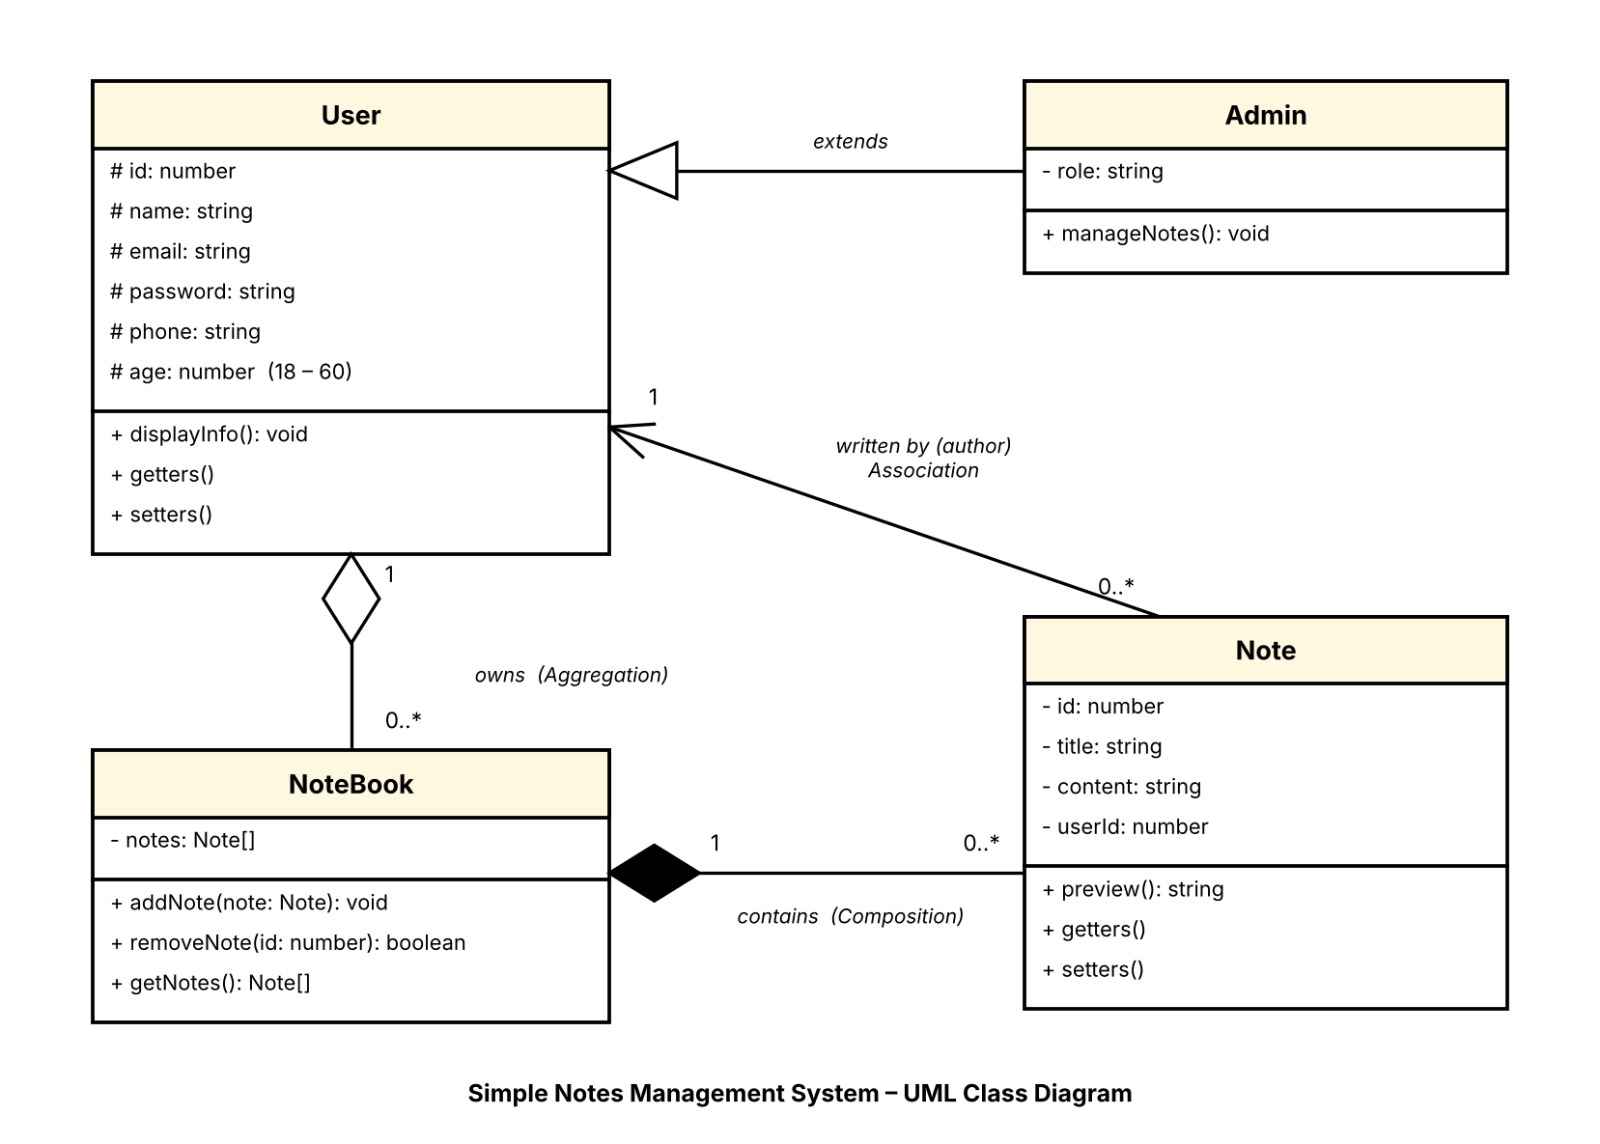 User
# id: number
# name: string
# email: string
# password: string
# phone: string
# age: number  (18 – 60)
+ displayInfo(): void
+ getters()
+ setters()
extends
Admin
- role: string
+ manageNotes(): void
1
written by (author)
Association
0..*
1
owns  (Aggregation)
0..*
NoteBook
- notes: Note[]
+ addNote(note: Note): void
+ removeNote(id: number): boolean
+ getNotes(): Note[]
1
0..*
contains  (Composition)
Note
- id: number
- title: string
- content: string
- userId: number
+ preview(): string
+ getters()
+ setters()
Simple Notes Management System – UML Class Diagram